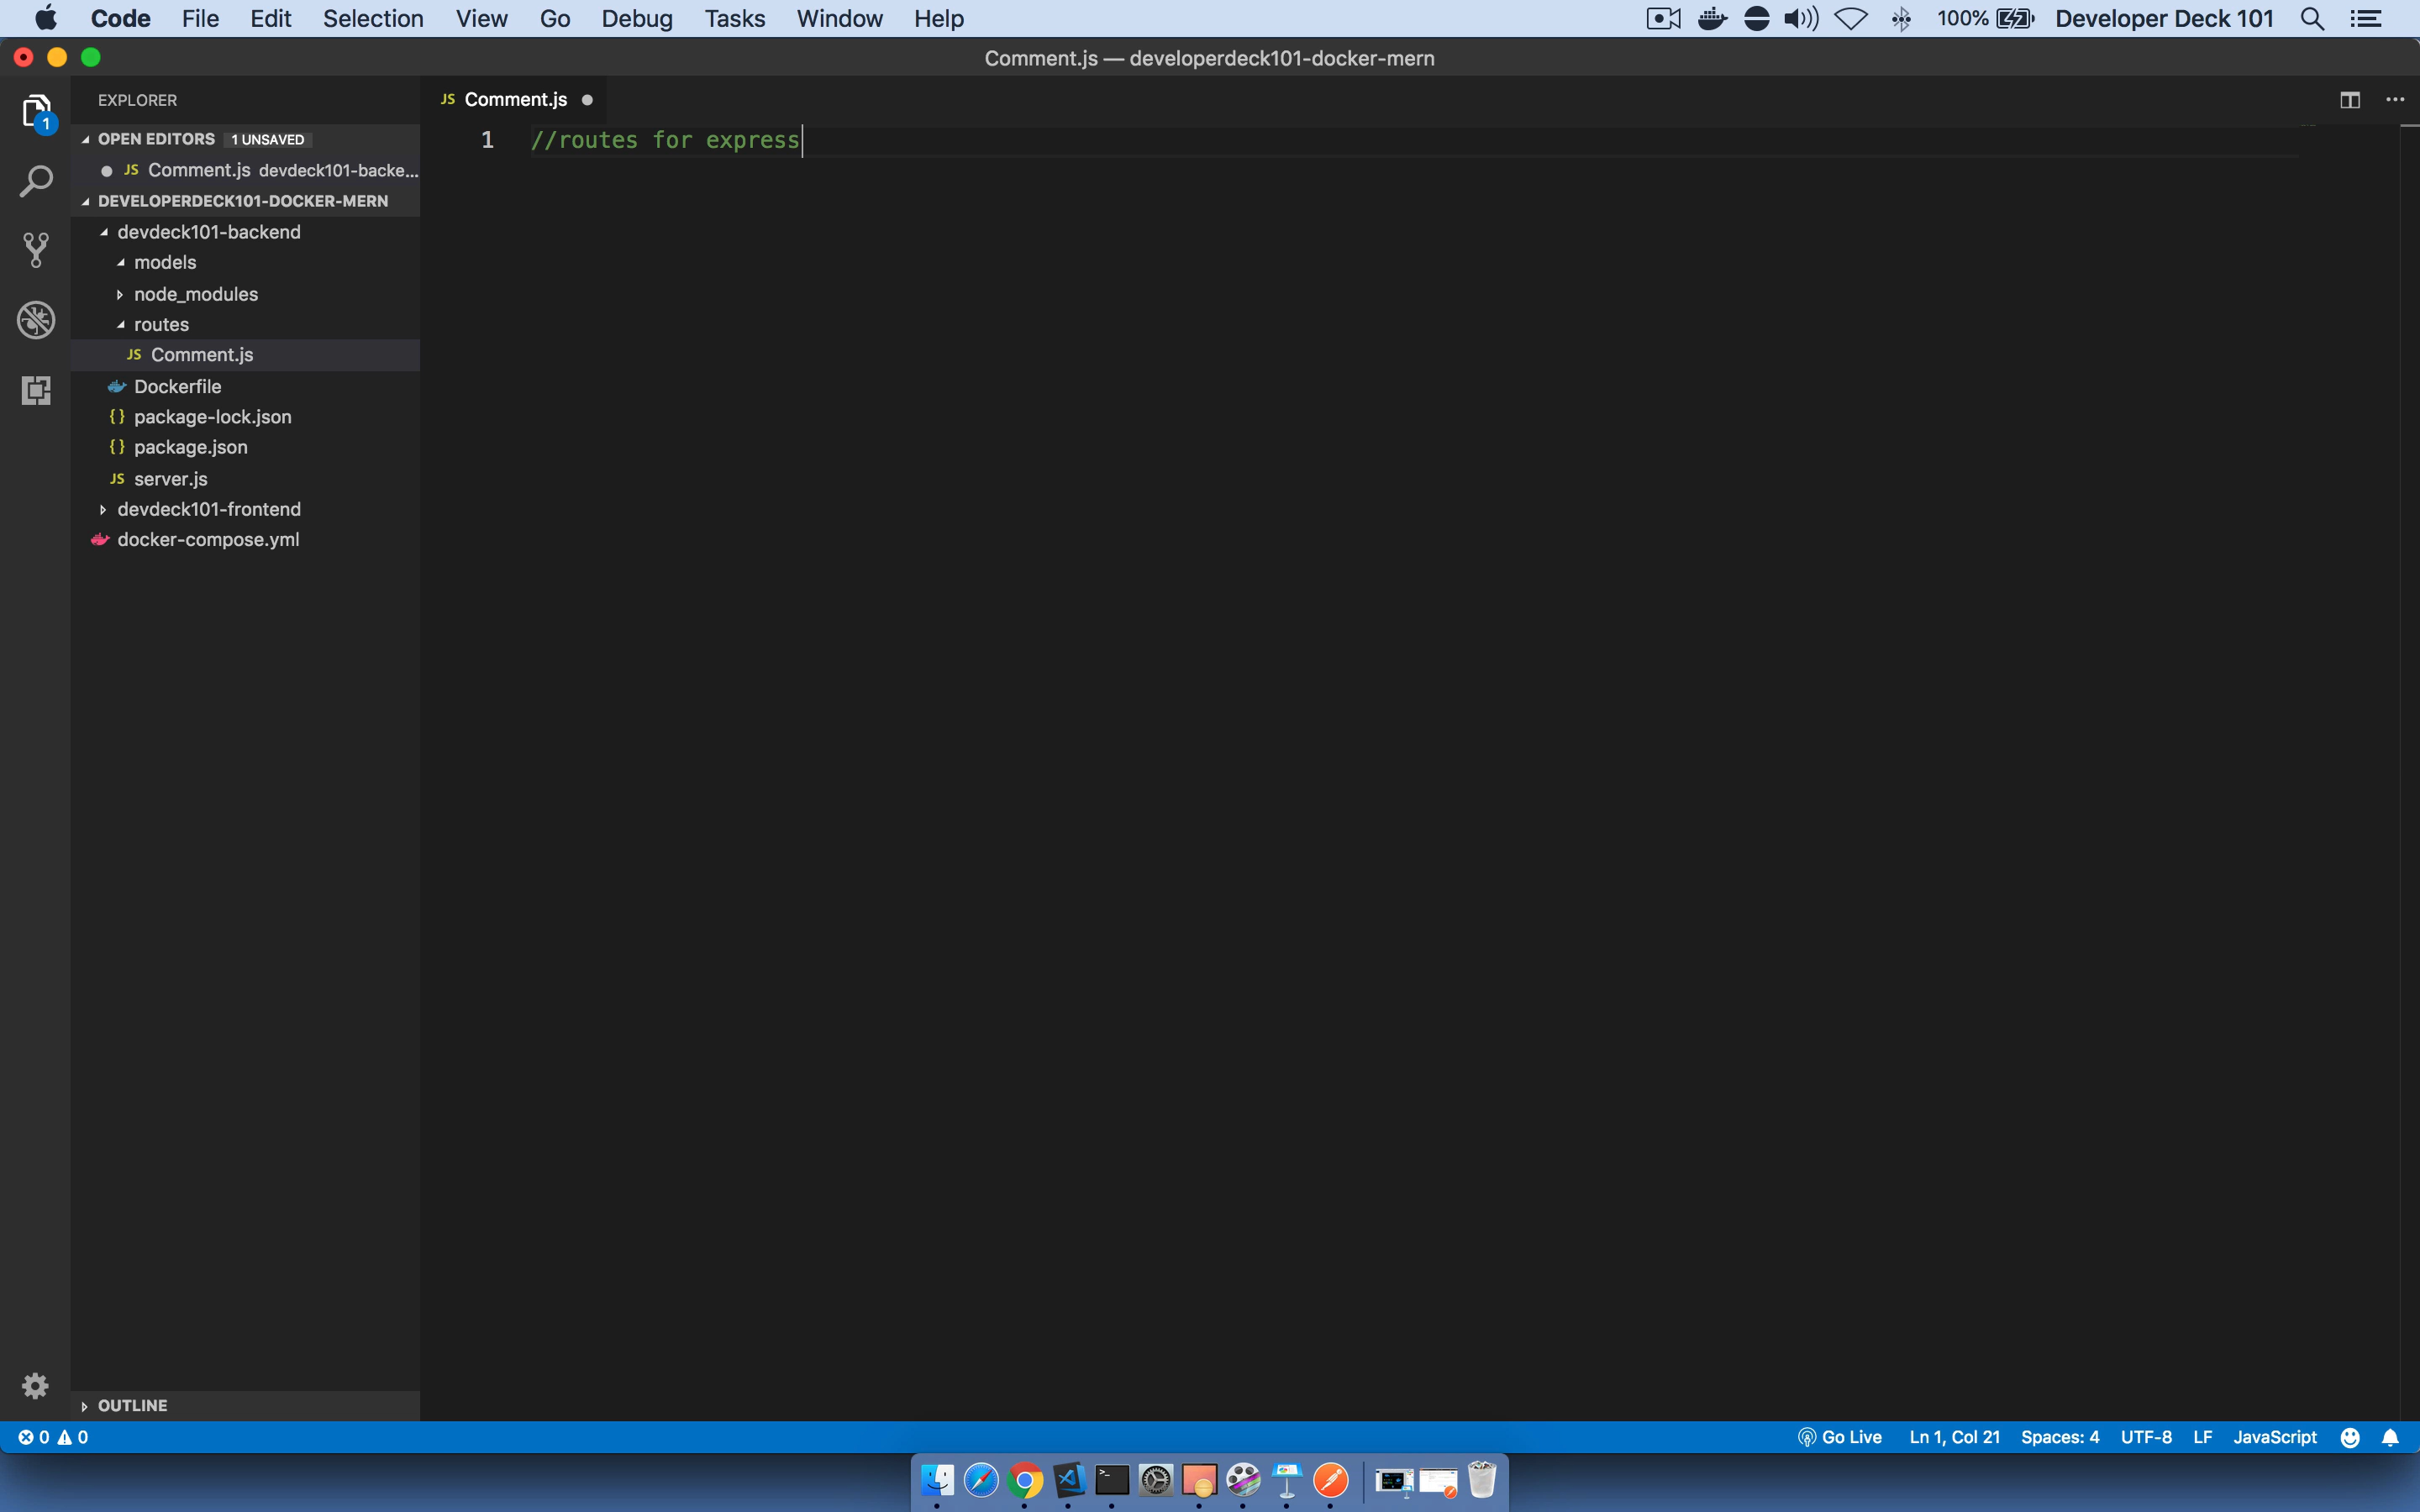 Code File Edit Selection View Go Debug Tasks Window Help 100% Developer Deck 101
Comment.js — developerdeck101-docker-mern
EXPLORER
JS Comment.js
1
OPEN EDITORS 1 UNSAVED
1 //routes for express
JS Comment.js devdeck101-backe...
DEVELOPERDECK101-DOCKER-MERN
devdeck101-backend
models
node_modules
routes
JS Comment.js
Dockerfile
{} package-lock.json
{} package.json
JS server.js
devdeck101-frontend
docker-compose.yml
OUTLINE
0 0 Go Live Ln 1, Col 21 Spaces: 4 UTF-8 LF JavaScript